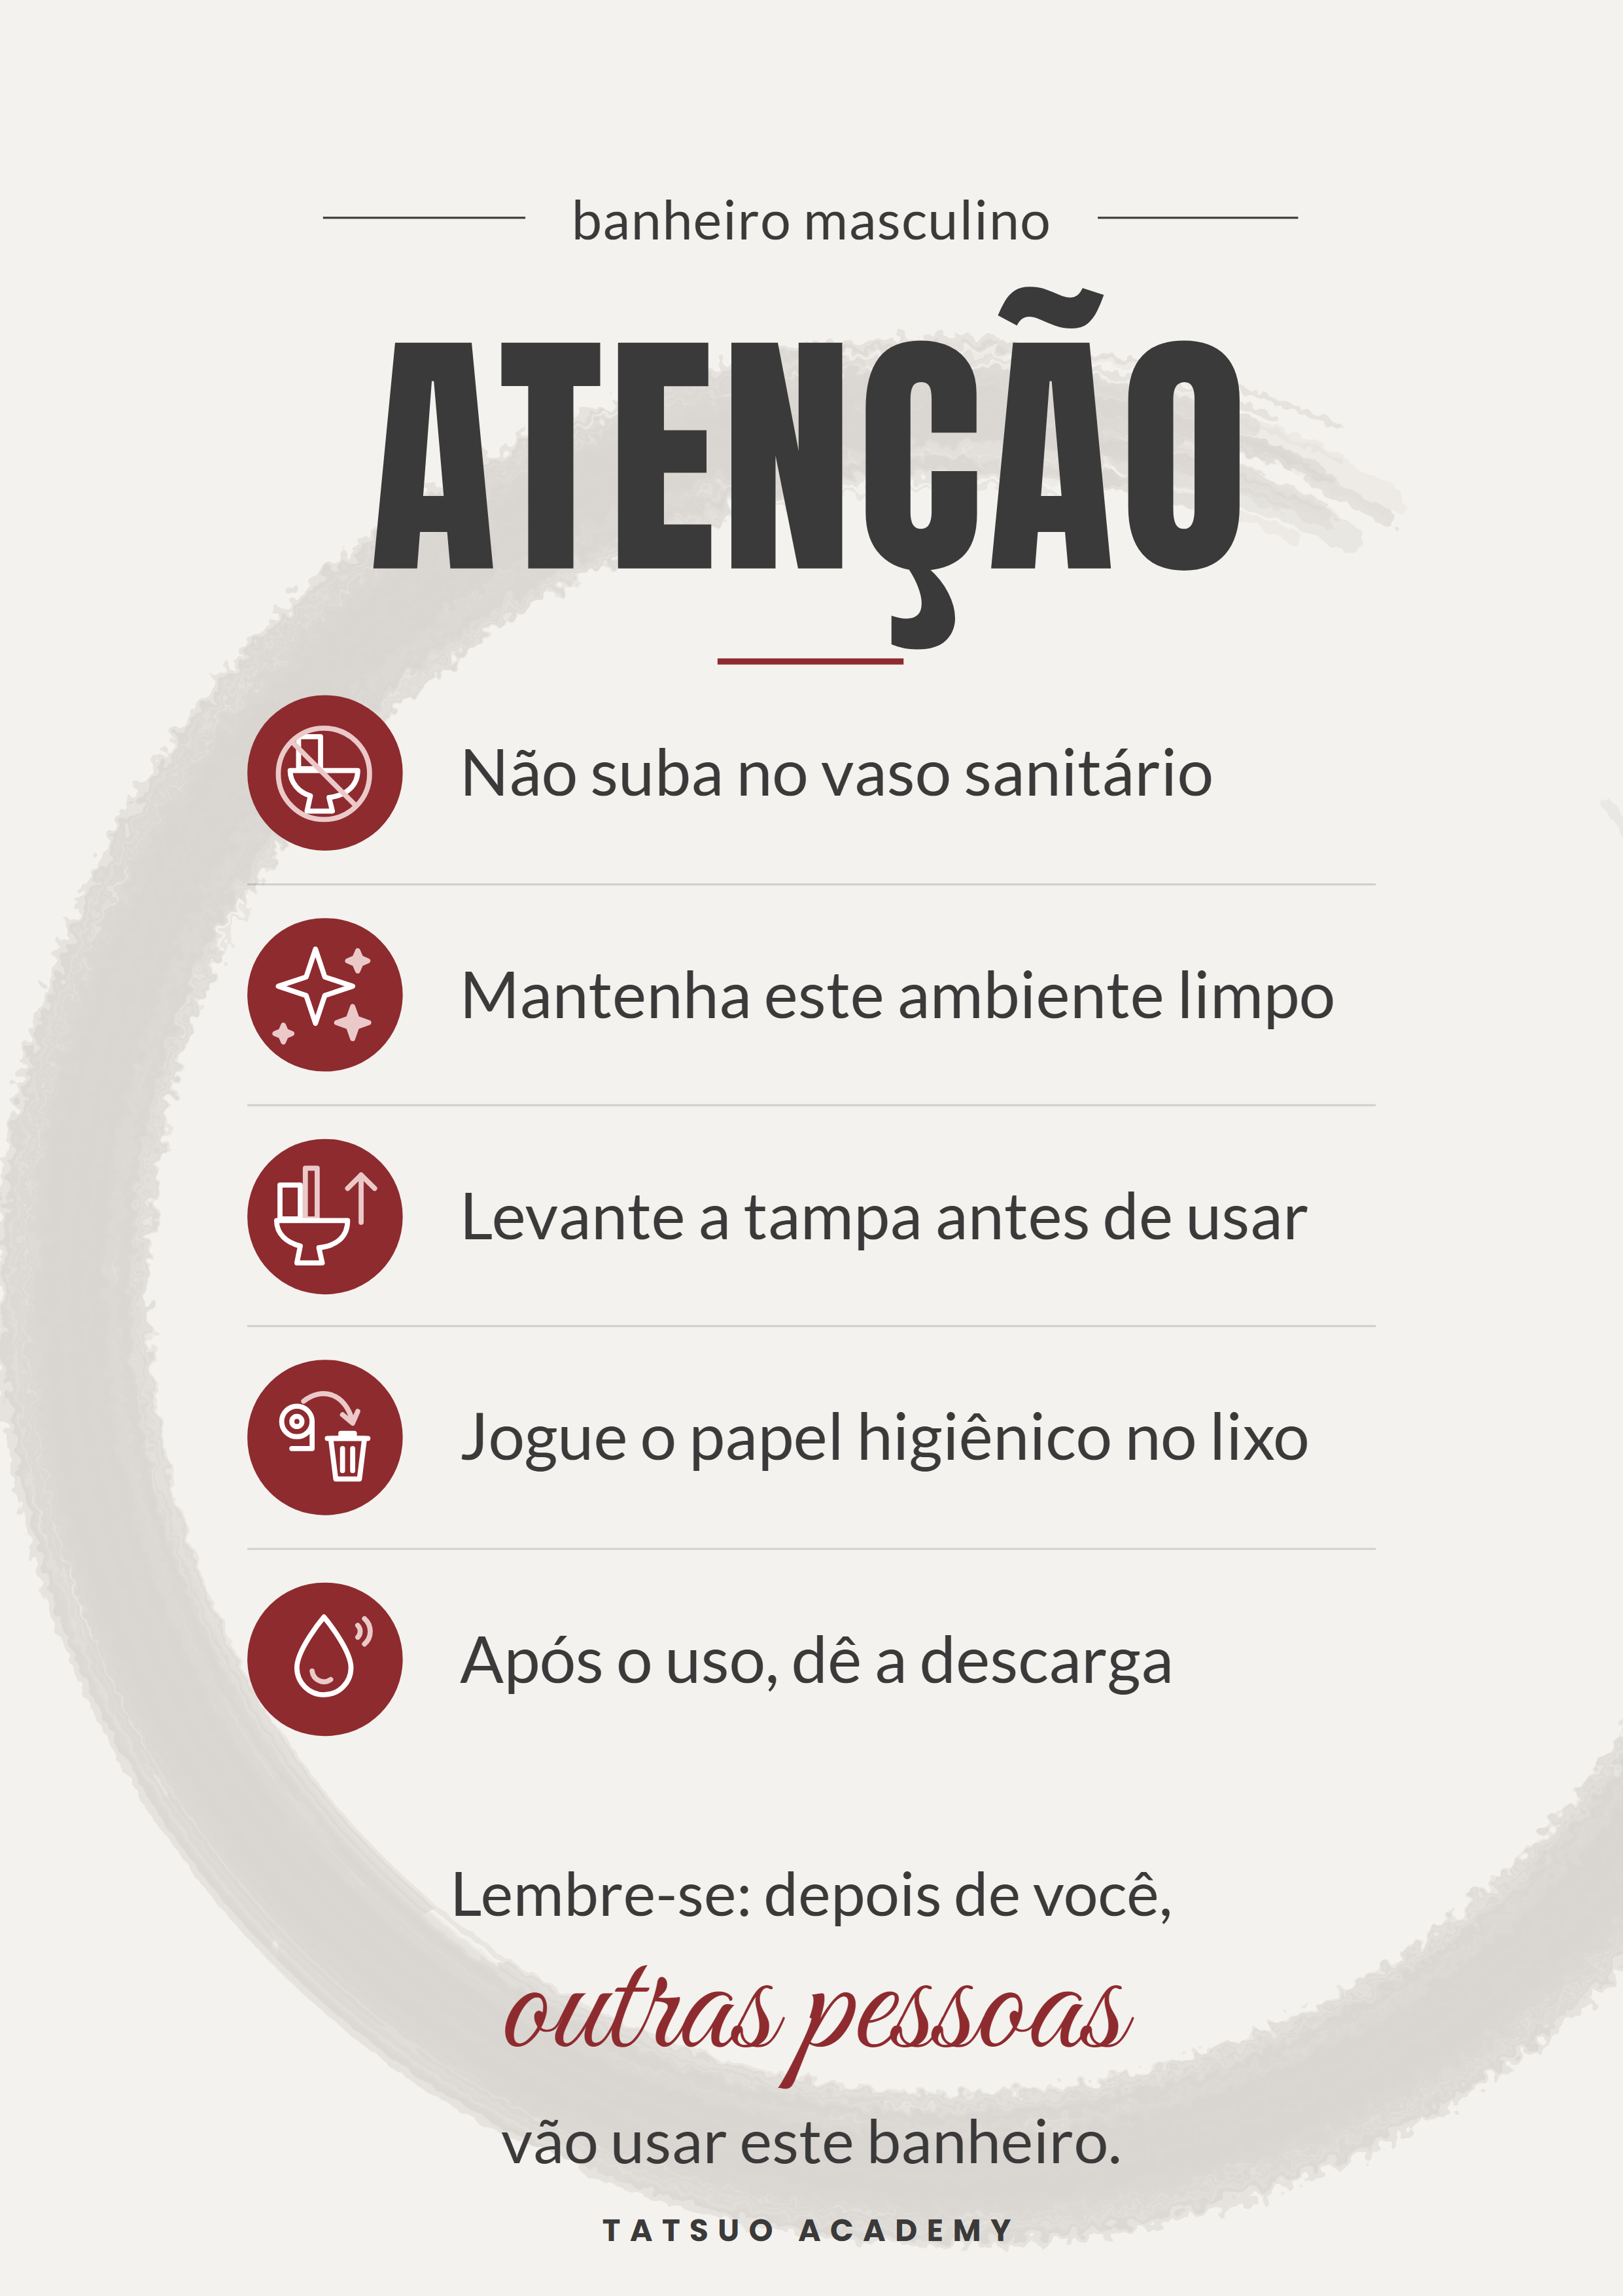 banheiro masculino
ATENÇÃO
Não suba no vaso sanitário
Mantenha este ambiente limpo
Levante a tampa antes de usar
Jogue o papel higiênico no lixo
Após o uso, dê a descarga
Lembre-se: depois de você,
outras pessoas
vão usar este banheiro.
TATSUO ACADEMY